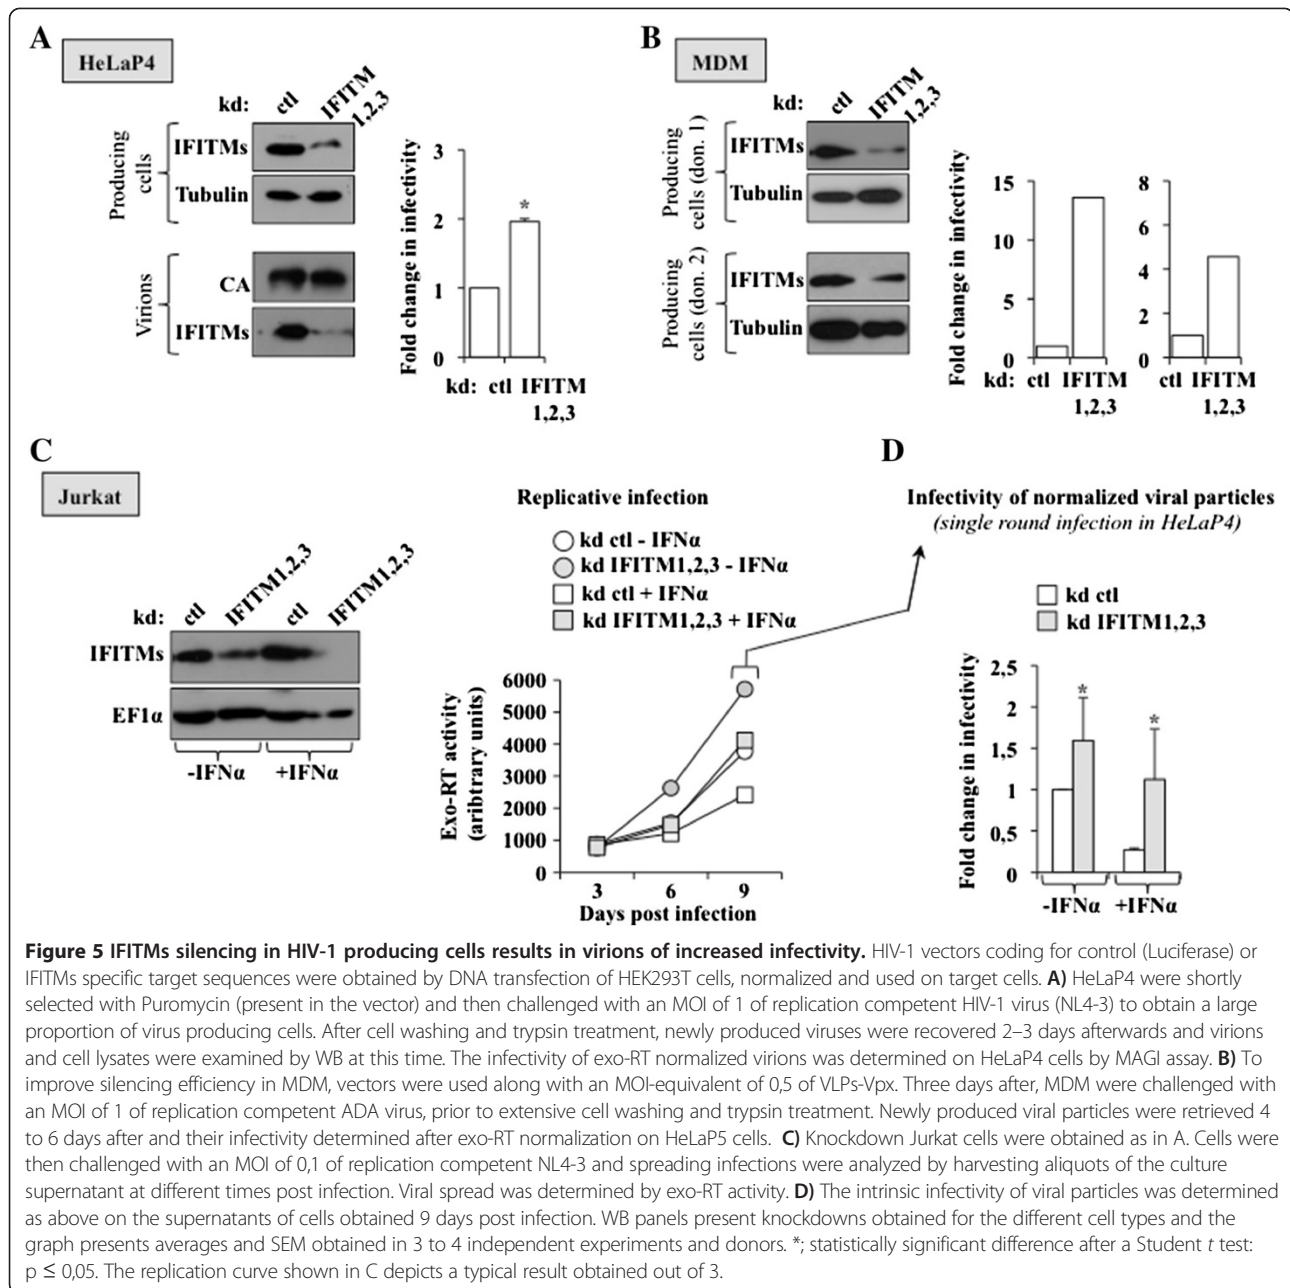 A
HeLaP4
kd:
ctl
IFITM
1,2,3
Producing
cells
IFITMs
Tubulin
Virions
CA
IFITMs
Fold change in infectivity
3
2
1
0
*
kd: ctl IFITM
1,2,3
B
MDM
kd:
ctl
IFITM
1,2,3
Producing
cells (don. 1)
IFITMs
Tubulin
Producing
cells (don. 2)
IFITMs
Tubulin
Fold change in infectivity
15
10
5
0
kd: ctl IFITM
1,2,3
8
6
4
2
0
ctl IFITM
1,2,3
C
Jurkat
kd:
ctl
IFITM1,2,3
ctl
IFITM1,2,3
IFITMs
EF1α
-IFNα
+IFNα
Replicative infection
kd ctl - IFNα
kd IFITM1,2,3 - IFNα
kd ctl + IFNα
kd IFITM1,2,3 + IFNα
Exo-RT activity
(aribtrary units)
6000
5000
4000
3000
2000
1000
0
3 6 9
Days post infection
D
Infectivity of normalized viral particles
(single round infection in HeLaP4)
kd ctl
kd IFITM1,2,3
Fold change in infectivity
2,5
2
1,5
1
0,5
0
*
*
-IFNα +IFNα
Figure 5 IFITMs silencing in HIV-1 producing cells results in virions of increased infectivity. HIV-1 vectors coding for control (Luciferase) or
IFITMs specific target sequences were obtained by DNA transfection of HEK293T cells, normalized and used on target cells. A) HeLaP4 were shortly
selected with Puromycin (present in the vector) and then challenged with an MOI of 1 of replication competent HIV-1 virus (NL4-3) to obtain a large
proportion of virus producing cells. After cell washing and trypsin treatment, newly produced viruses were recovered 2–3 days afterwards and virions
and cell lysates were examined by WB at this time. The infectivity of exo-RT normalized virions was determined on HeLaP4 cells by MAGI assay. B) To
improve silencing efficiency in MDM, vectors were used along with an MOI-equivalent of 0,5 of VLPs-Vpx. Three days after, MDM were challenged with
an MOI of 1 of replication competent ADA virus, prior to extensive cell washing and trypsin treatment. Newly produced viral particles were retrieved 4
to 6 days after and their infectivity determined after exo-RT normalization on HeLaP5 cells. C) Knockdown Jurkat cells were obtained as in A. Cells were
then challenged with an MOI of 0,1 of replication competent NL4-3 and spreading infections were analyzed by harvesting aliquots of the culture
supernatant at different times post infection. Viral spread was determined by exo-RT activity. D) The intrinsic infectivity of viral particles was determined
as above on the supernatants of cells obtained 9 days post infection. WB panels present knockdowns obtained for the different cell types and the
graph presents averages and SEM obtained in 3 to 4 independent experiments and donors. *; statistically significant difference after a Student t test:
p ≤ 0,05. The replication curve shown in C depicts a typical result obtained out of 3.